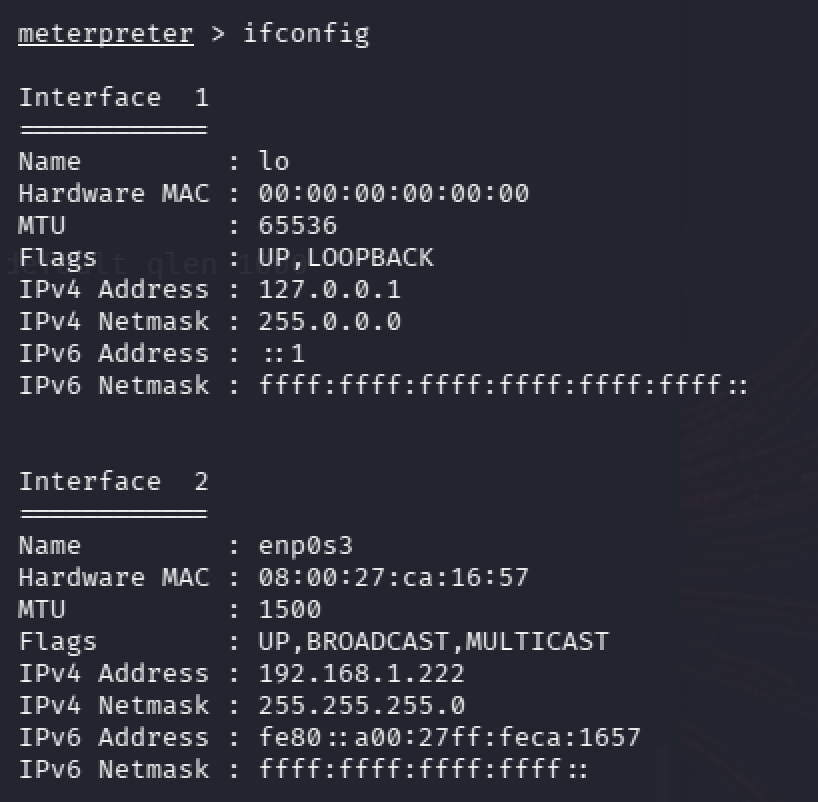 meterpreter > ifconfig
Interface  1
============
Name         : lo
Hardware MAC : 00:00:00:00:00:00
MTU          : 65536
Flags        : UP,LOOPBACK
IPv4 Address : 127.0.0.1
IPv4 Netmask : 255.0.0.0
IPv6 Address : ::1
IPv6 Netmask : ffff:ffff:ffff:ffff:ffff:ffff::
Interface  2
============
Name         : enp0s3
Hardware MAC : 08:00:27:ca:16:57
MTU          : 1500
Flags        : UP,BROADCAST,MULTICAST
IPv4 Address : 192.168.1.222
IPv4 Netmask : 255.255.255.0
IPv6 Address : fe80::a00:27ff:feca:1657
IPv6 Netmask : ffff:ffff:ffff:ffff::